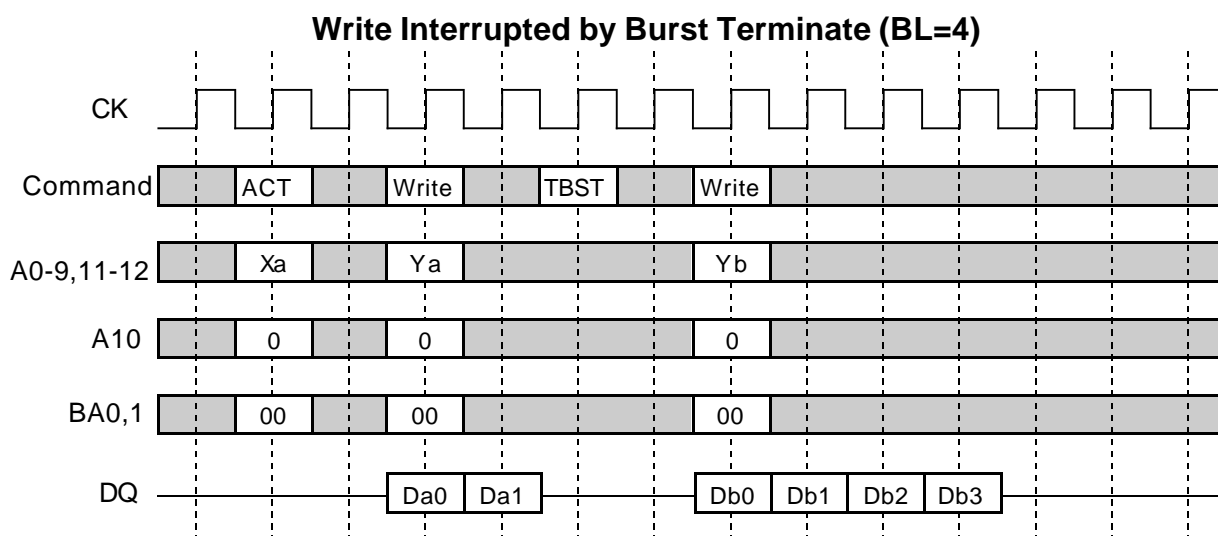 Write Interrupted by Burst Terminate (BL=4)
CK
Command ACT Write TBST Write
A0-9,11-12 Xa Ya Yb
A10 0 0 0
BA0,1 00 00 00
DQ Da0 Da1 Db0 Db1 Db2 Db3